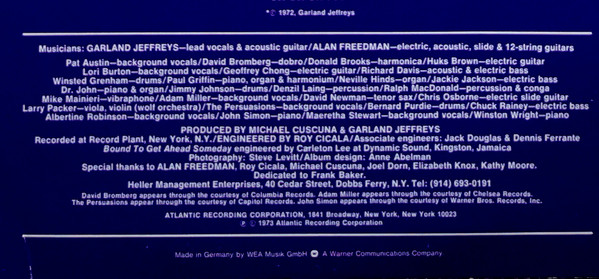 ℗ 1972, Garland Jeffreys
Musicians: GARLAND JEFFREYS—lead vocals & acoustic guitar/ALAN FREEDMAN—electric, acoustic, slide & 12-string guitars
Pat Austin—background vocals/David Bromberg—dobro/Donald Brooks—harmonica/Huks Brown—electric guitar
Lori Burton—background vocals/Geoffrey Chong—electric guitar/Richard Davis—acoustic & electric bass
Winsted Grenham—drums/Paul Griffin—piano, organ & harmonium/Neville Hinds—organ/Jackie Jackson—electric bass
Dr. John—piano & organ/Jimmy Johnson—drums/Denzil Laing—percussion/Ralph MacDonald—percussion & conga
Mike Mainieri—vibraphone/Adam Miller—background vocals/David Newman—tenor sax/Chris Osborne—electric slide guitar
Larry Packer—viola, violin (wolf orchestra)/The Persuasions—background vocals/Bernard Purdie—drums/Chuck Rainey—electric bass
Albertine Robinson—background vocals/John Simon—piano/Maeretha Stewart—background vocals/Winston Wright—piano
PRODUCED BY MICHAEL CUSCUNA & GARLAND JEFFREYS
Recorded at Record Plant, New York, N.Y./ENGINEERED BY ROY CICALA/Associate engineers: Jack Douglas & Dennis Ferrante
Bound To Get Ahead Someday engineered by Carleton Lee at Dynamic Sound, Kingston, Jamaica
Photography: Steve Levitt/Album design: Anne Abelman
Special thanks to ALAN FREEDMAN, Roy Cicala, Michael Cuscuna, Joel Dorn, Elizabeth Knox, Kathy Moore.
Dedicated to Frank Baker.
Heller Management Enterprises, 40 Cedar Street, Dobbs Ferry, N.Y. Tel: (914) 693-0191
David Bromberg appears through the courtesy of Columbia Records. Adam Miller appears through the courtesy of Chelsea Records.
The Persuasions appear through the courtesy of Capitol Records. John Simon appears through the courtesy of Warner Bros. Records, Inc.
ATLANTIC RECORDING CORPORATION, 1841 Broadway, New York, New York 10023
℗ © 1973 Atlantic Recording Corporation
Made in Germany by WEA Musik GmbH A Warner Communications Company